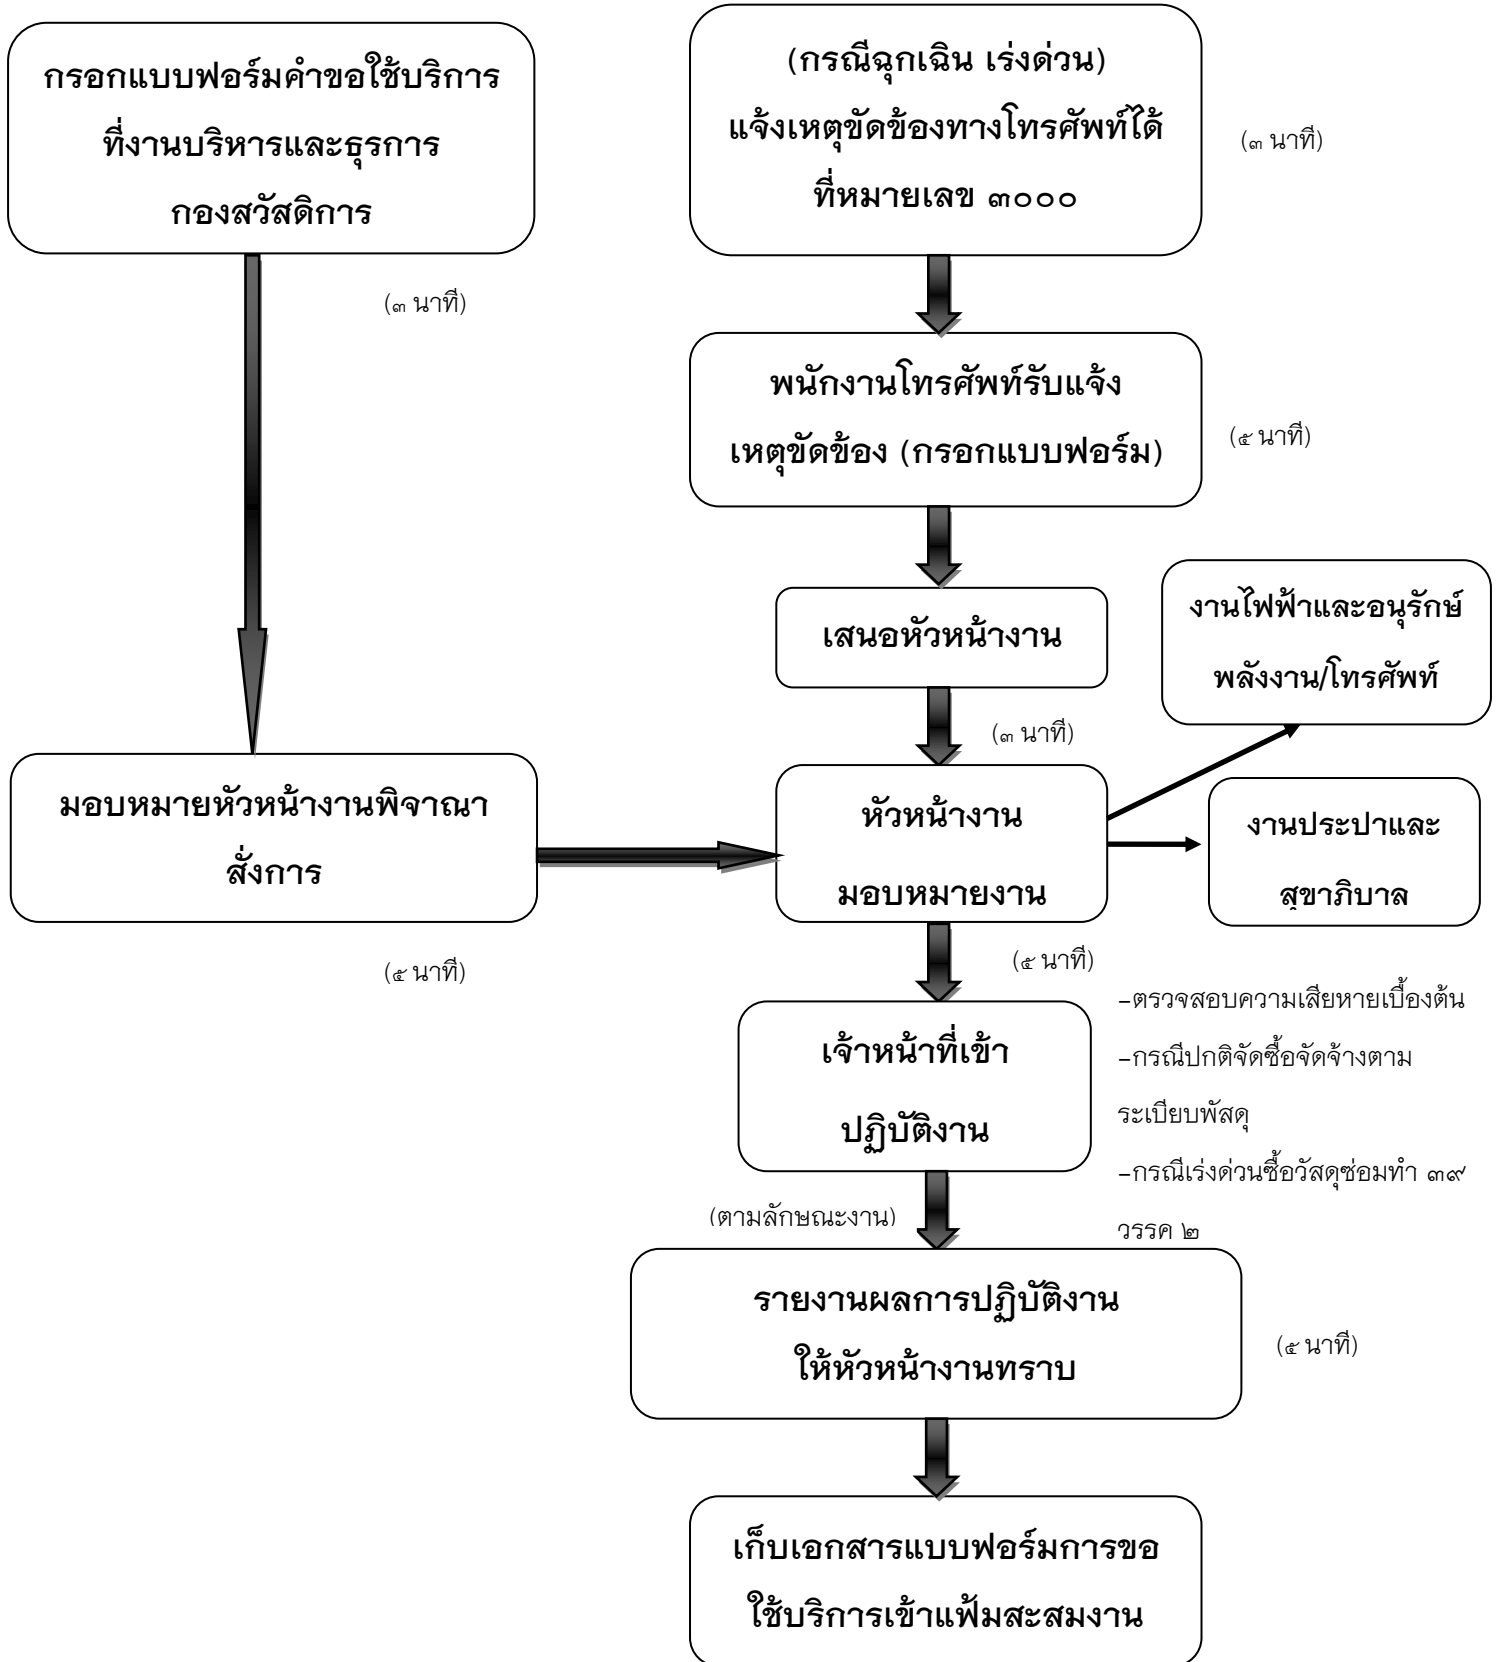 กรอกแบบฟอร์มคำขอใช้บริการ
ที่งานบริหารและธุรการ
กองสวัสดิการ
(๓ นาที)
(กรณีฉุกเฉิน เร่งด่วน)
แจ้งเหตุขัดข้องทางโทรศัพท์ได้
ที่หมายเลข ๓๐๐๐
(๓ นาที)
พนักงานโทรศัพท์รับแจ้ง
เหตุขัดข้อง (กรอกแบบฟอร์ม)
(๕ นาที)
เสนอหัวหน้างาน
(๓ นาที)
งานไฟฟ้าและอนุรักษ์
พลังงาน/โทรศัพท์
มอบหมายหัวหน้างานพิจาณา
สั่งการ
(๕ นาที)
หัวหน้างาน
มอบหมายงาน
(๕ นาที)
งานประปาและ
สุขาภิบาล
เจ้าหน้าที่เข้า
ปฏิบัติงาน
-ตรวจสอบความเสียหายเบื้องต้น
-กรณีปกติจัดซื้อจัดจ้างตาม
ระเบียบพัสดุ
-กรณีเร่งด่วนซื้อวัสดุซ่อมทำ ๓๙
วรรค ๒
(ตามลักษณะงาน)
รายงานผลการปฏิบัติงาน
ให้หัวหน้างานทราบ
(๕ นาที)
เก็บเอกสารแบบฟอร์มการขอ
ใช้บริการเข้าแฟ้มสะสมงาน